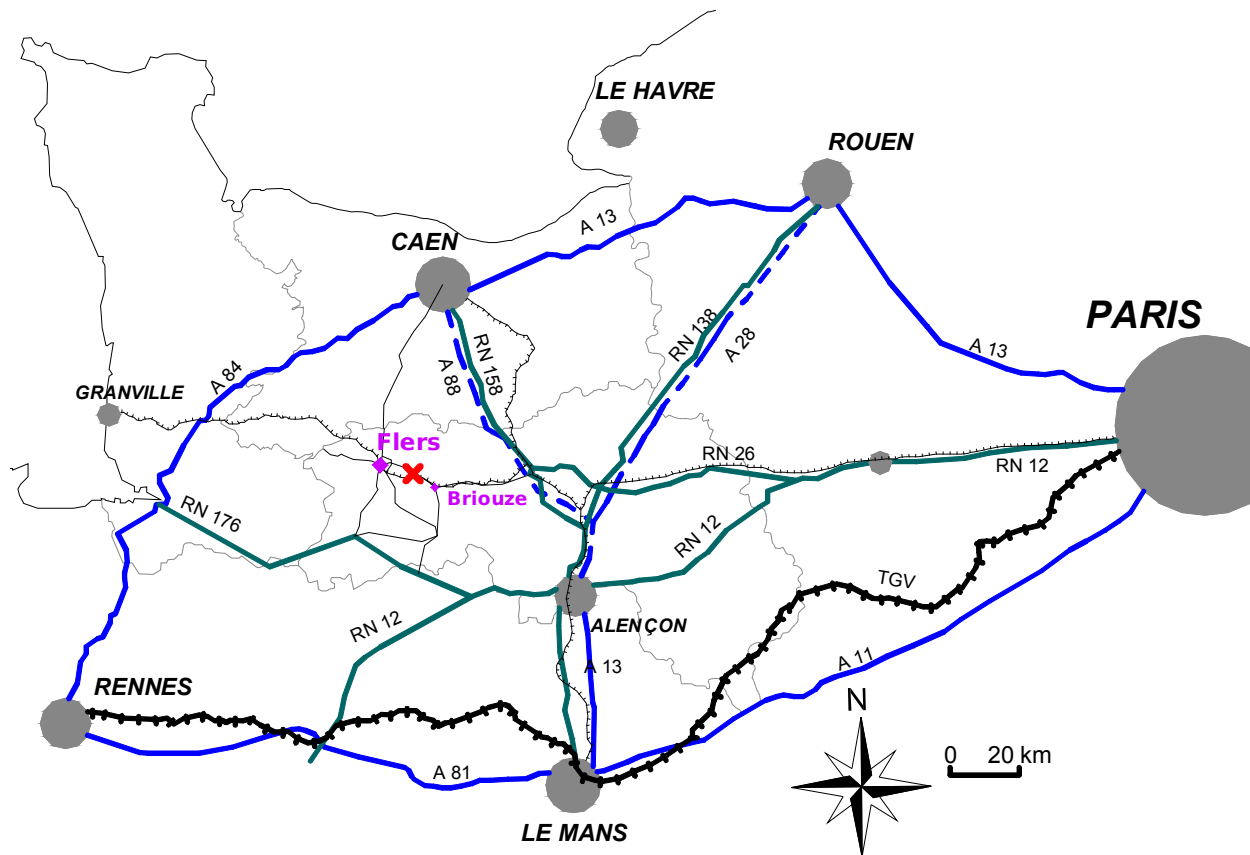 LE HAVRE
ROUEN
A 13
CAEN
PARIS
RN 138
A 28
A 13
RN 158
A 88
A 84
GRANVILLE
Flers
RN 26
RN 12
Briouze
RN 176
RN 12
TGV
RN 12
ALENÇON
A 13
A 11
RENNES
N
0 20 km
A 81
LE MANS